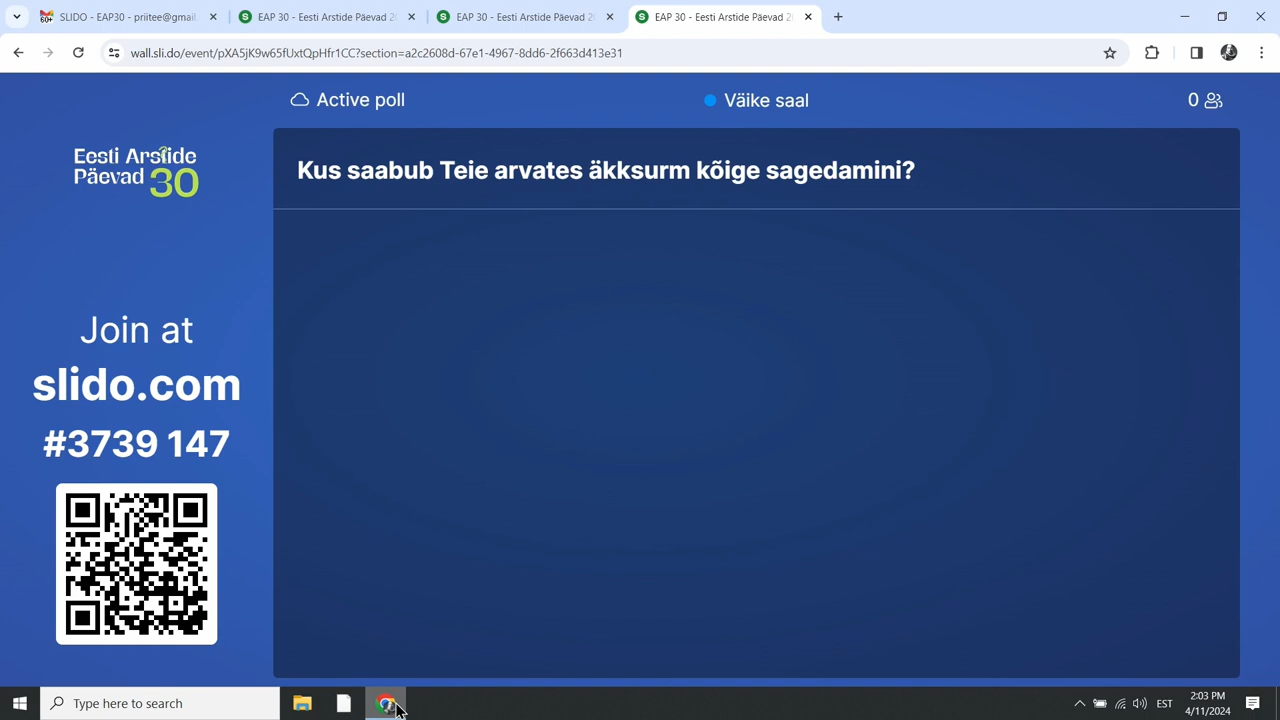 SLIDO - EAP30 - priitee@gmail
EAP 30 - Eesti Arstide Päevad 2
EAP 30 - Eesti Arstide Päevad 2
EAP 30 - Eesti Arstide Päevad 2
wall.sli.do/event/pXA5jK9w65fUxtQpHfr1CC?section=a2c2608d-67e1-4967-8dd6-2f663d413e31
Active poll
Väike saal
0
Eesti Arstide
Päevad 30
Kus saabub Teie arvates äkksurm kõige sagedamini?
Join at
slido.com
#3739 147
Type here to search
EST
2:03 PM
4/11/2024